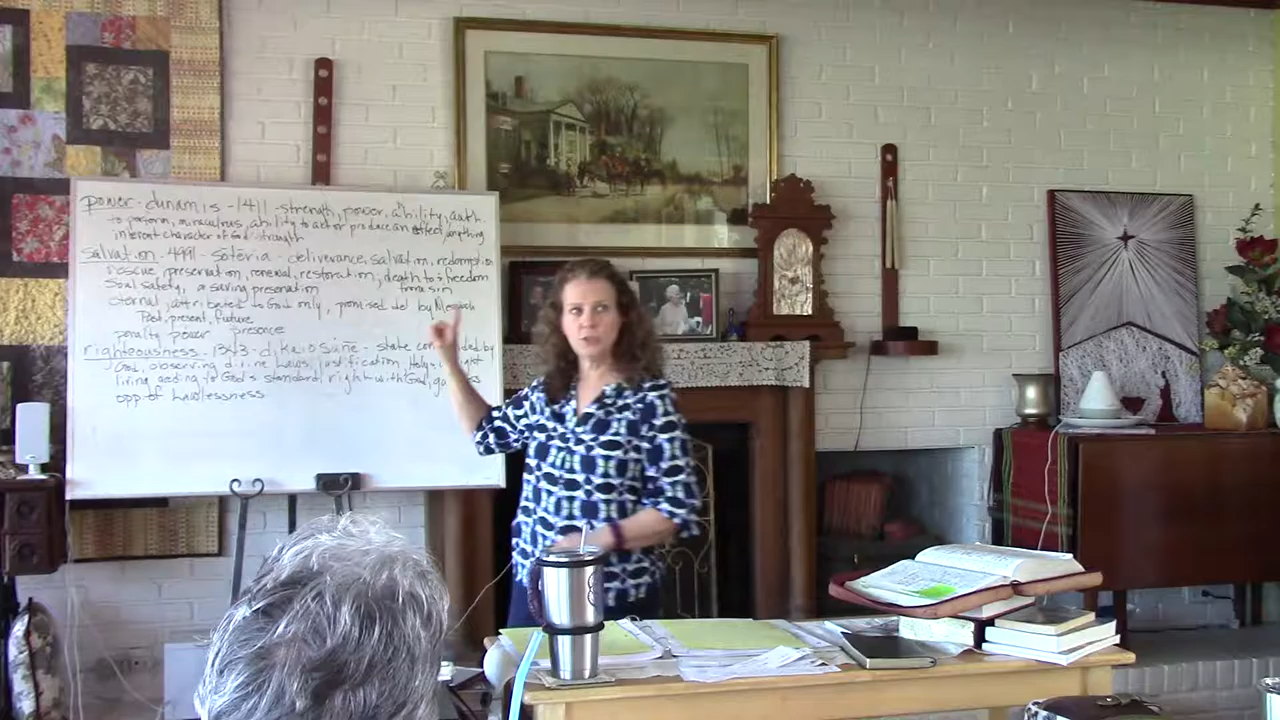 power - dunamis - 1411 - strength, power, ability, auth.
to perform, miraculous, ability to act or produce an effect, anything
inherent character of God strength
salvation - 4991 - soteria - deliverance, salvation, redemption
rescue, preservation, renewal, restoration, death to freedom
soul safety, or saving preservation from sin
eternal, attributed to God only, promised del by Messiah
Past, present, future
penalty power presence
righteousness - 1343 - dikaiosune - state by
God, observing divine laws, justification, Holy
living to God's standard, right with God,
opp. of Lawlessness